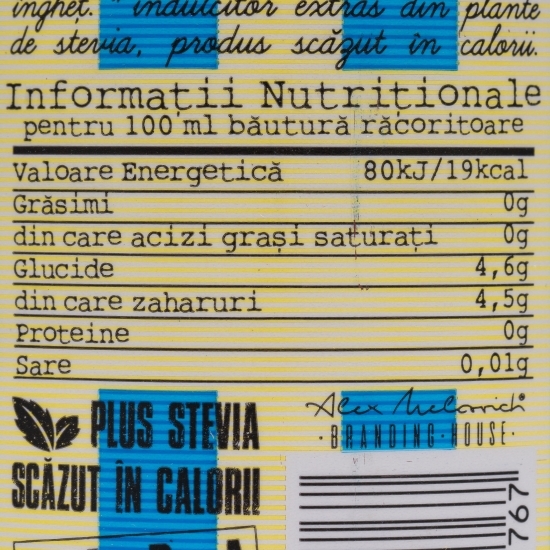 îngheț. * îndulcitor extras din plante
de stevia, produs scăzut în calorii.
Informații Nutriționale
pentru 100 ml băutură răcoritoare
Valoare Energetică 80kJ/19kcal
Grăsimi 0g
din care acizi grași saturați 0g
Glucide 4,6g
din care zaharuri 4,5g
Proteine 0g
Sare 0,01g
PLUS STEVIA
SCĂZUT ÎN CALORII
·BRANDING·HOUSE·
767